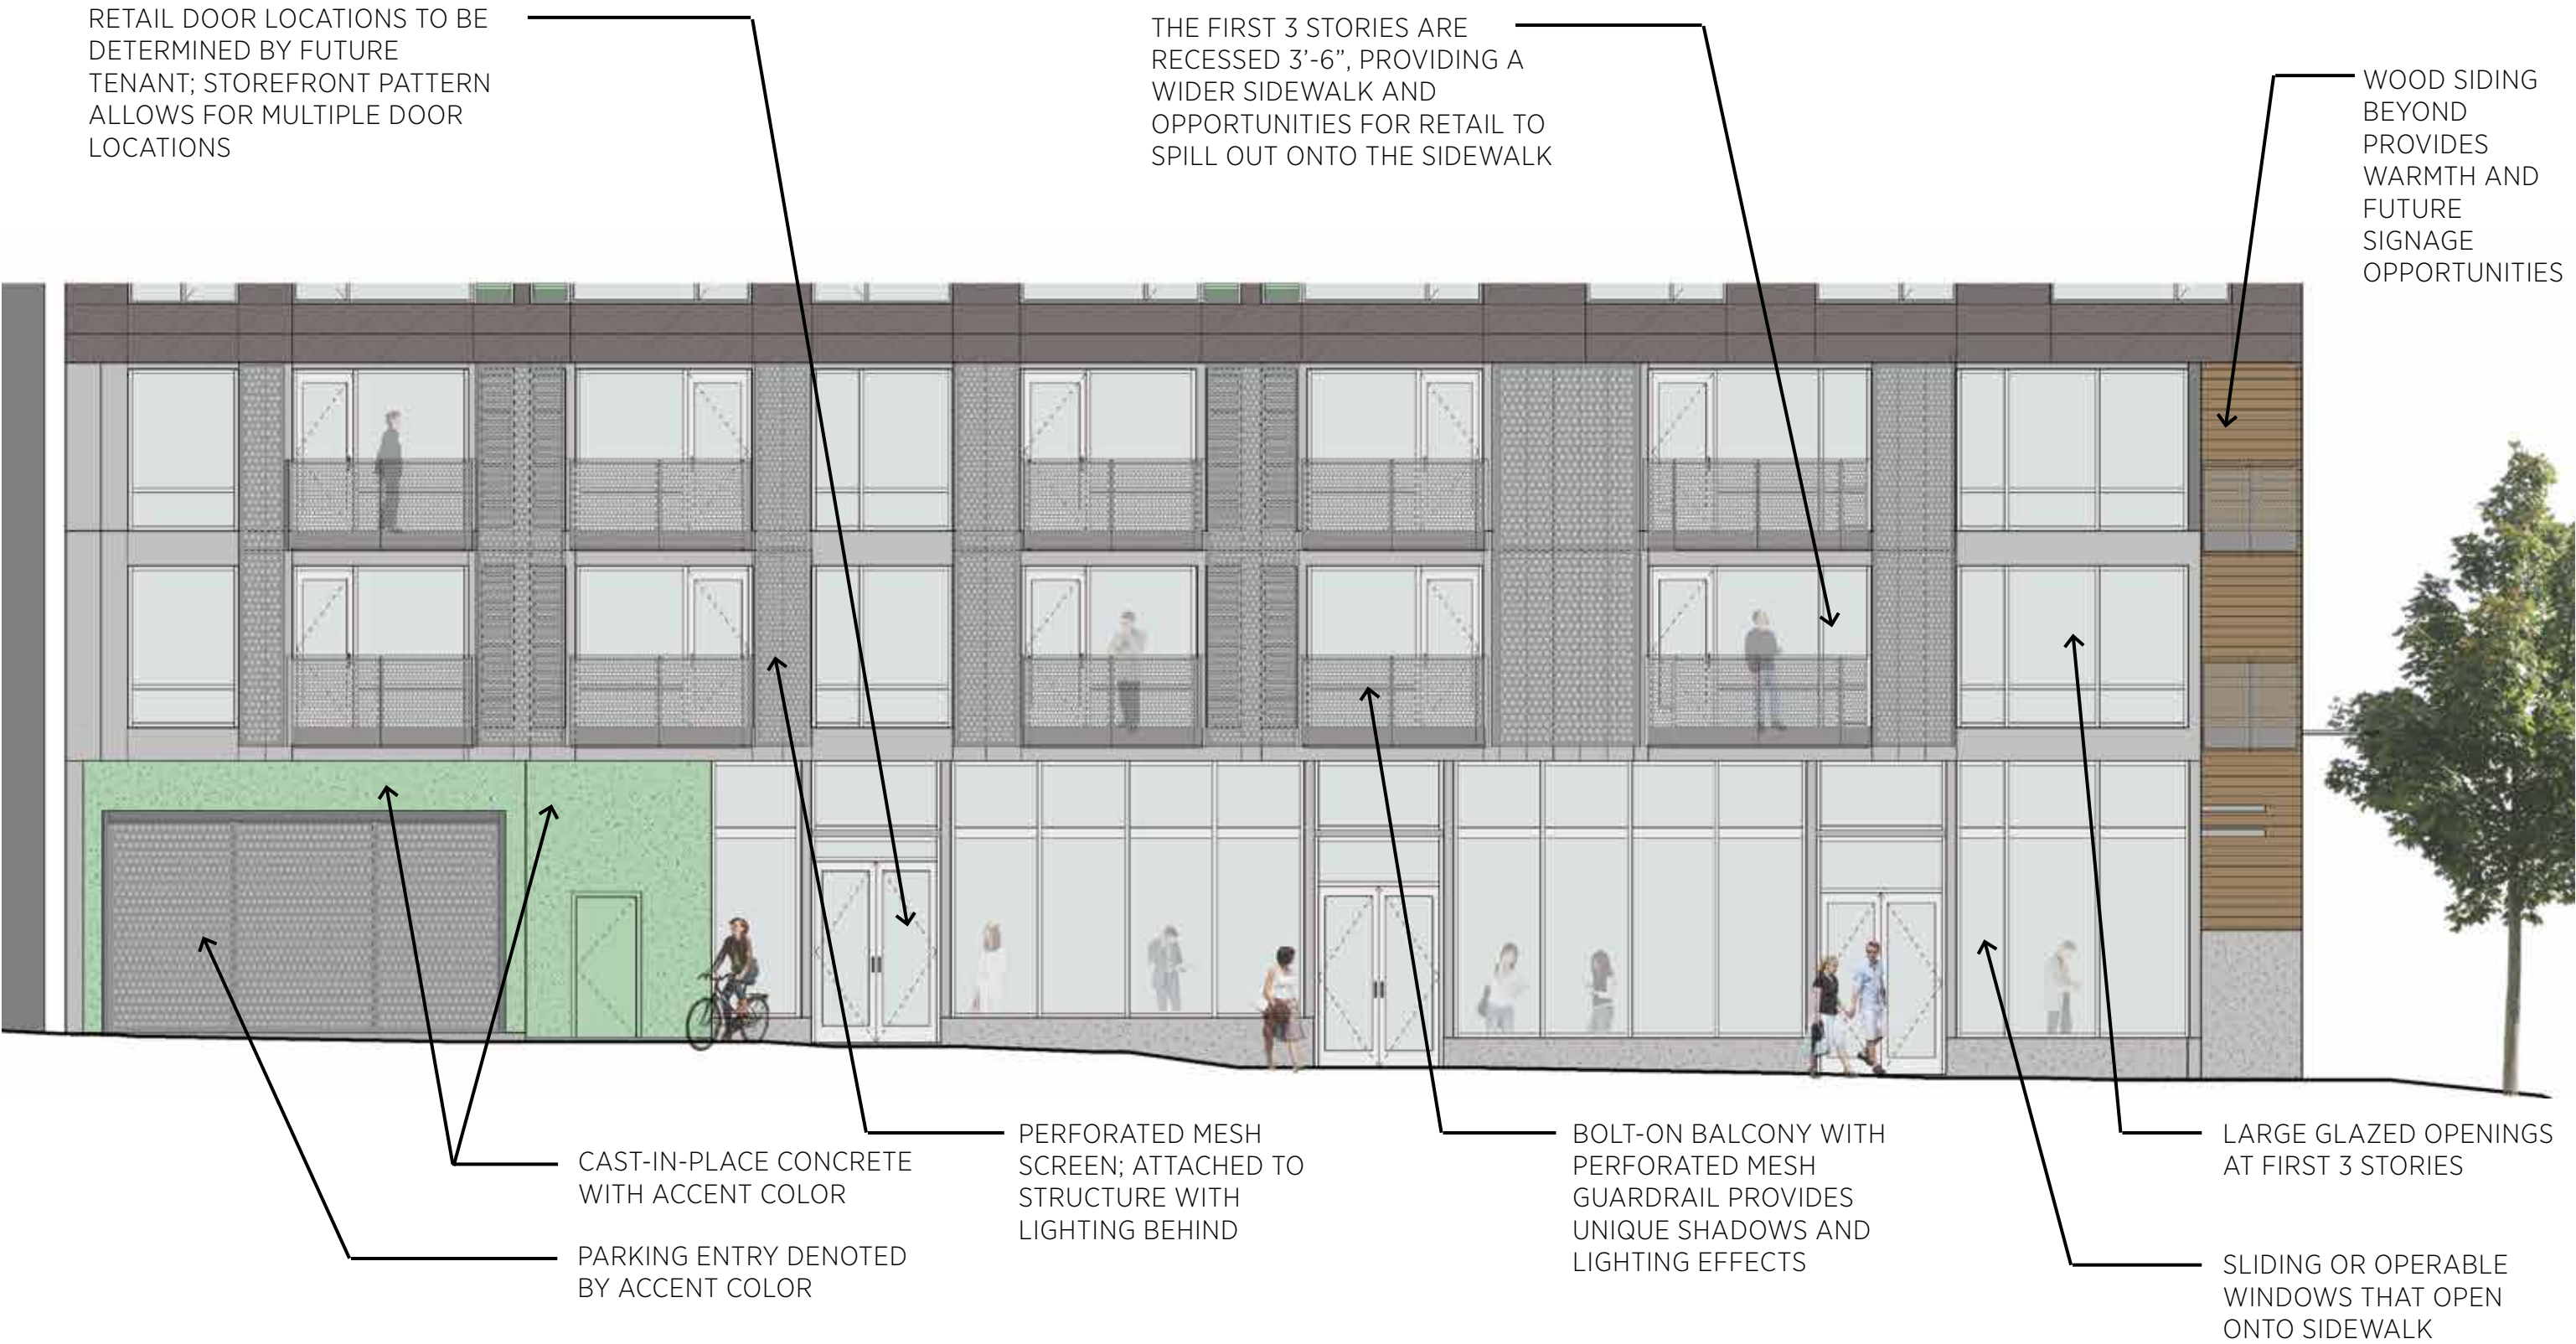 RETAIL DOOR LOCATIONS TO BE
DETERMINED BY FUTURE
TENANT; STOREFRONT PATTERN
ALLOWS FOR MULTIPLE DOOR
LOCATIONS
THE FIRST 3 STORIES ARE
RECESSED 3’-6”, PROVIDING A
WIDER SIDEWALK AND
OPPORTUNITIES FOR RETAIL TO
SPILL OUT ONTO THE SIDEWALK
WOOD SIDING
BEYOND
PROVIDES
WARMTH AND
FUTURE
SIGNAGE
OPPORTUNITIES
CAST-IN-PLACE CONCRETE
WITH ACCENT COLOR
PARKING ENTRY DENOTED
BY ACCENT COLOR
PERFORATED MESH
SCREEN; ATTACHED TO
STRUCTURE WITH
LIGHTING BEHIND
BOLT-ON BALCONY WITH
PERFORATED MESH
GUARDRAIL PROVIDES
UNIQUE SHADOWS AND
LIGHTING EFFECTS
LARGE GLAZED OPENINGS
AT FIRST 3 STORIES
SLIDING OR OPERABLE
WINDOWS THAT OPEN
ONTO SIDEWALK